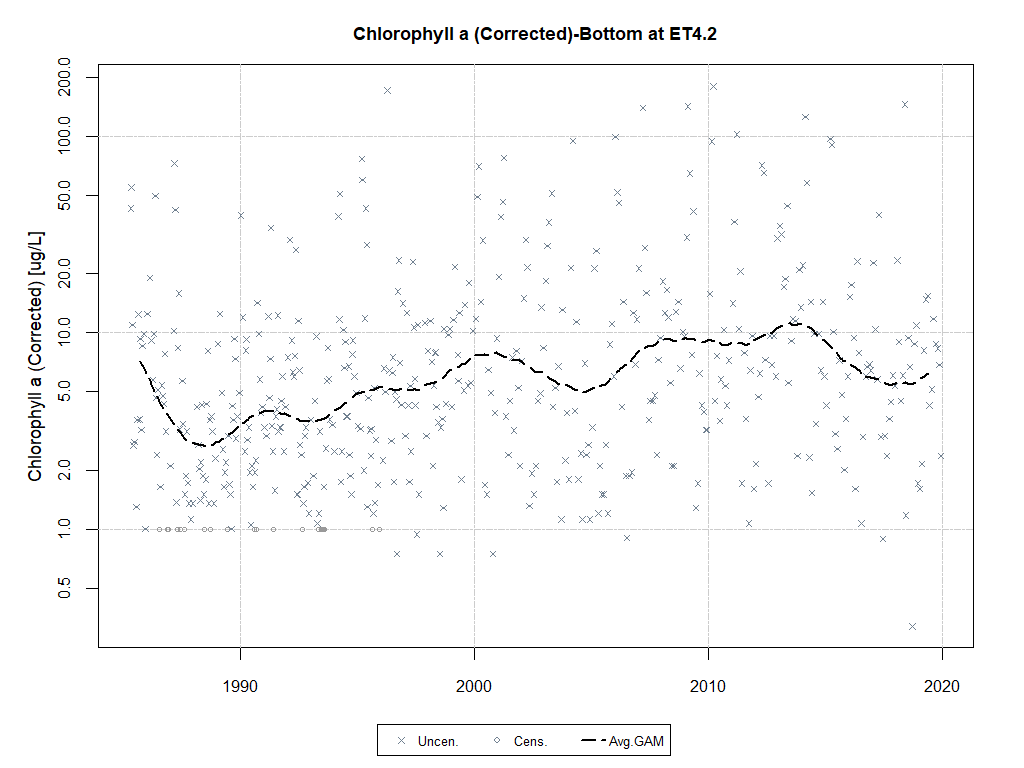 Chlorophyll a (Corrected)-Bottom at ET4.2
Chlorophyll a (Corrected) [ug/L]
200.0
100.0
50.0
20.0
10.0
5.0
2.0
1.0
0.5
1990 2000 2010 2020
Uncen. Cens. Avg.GAM